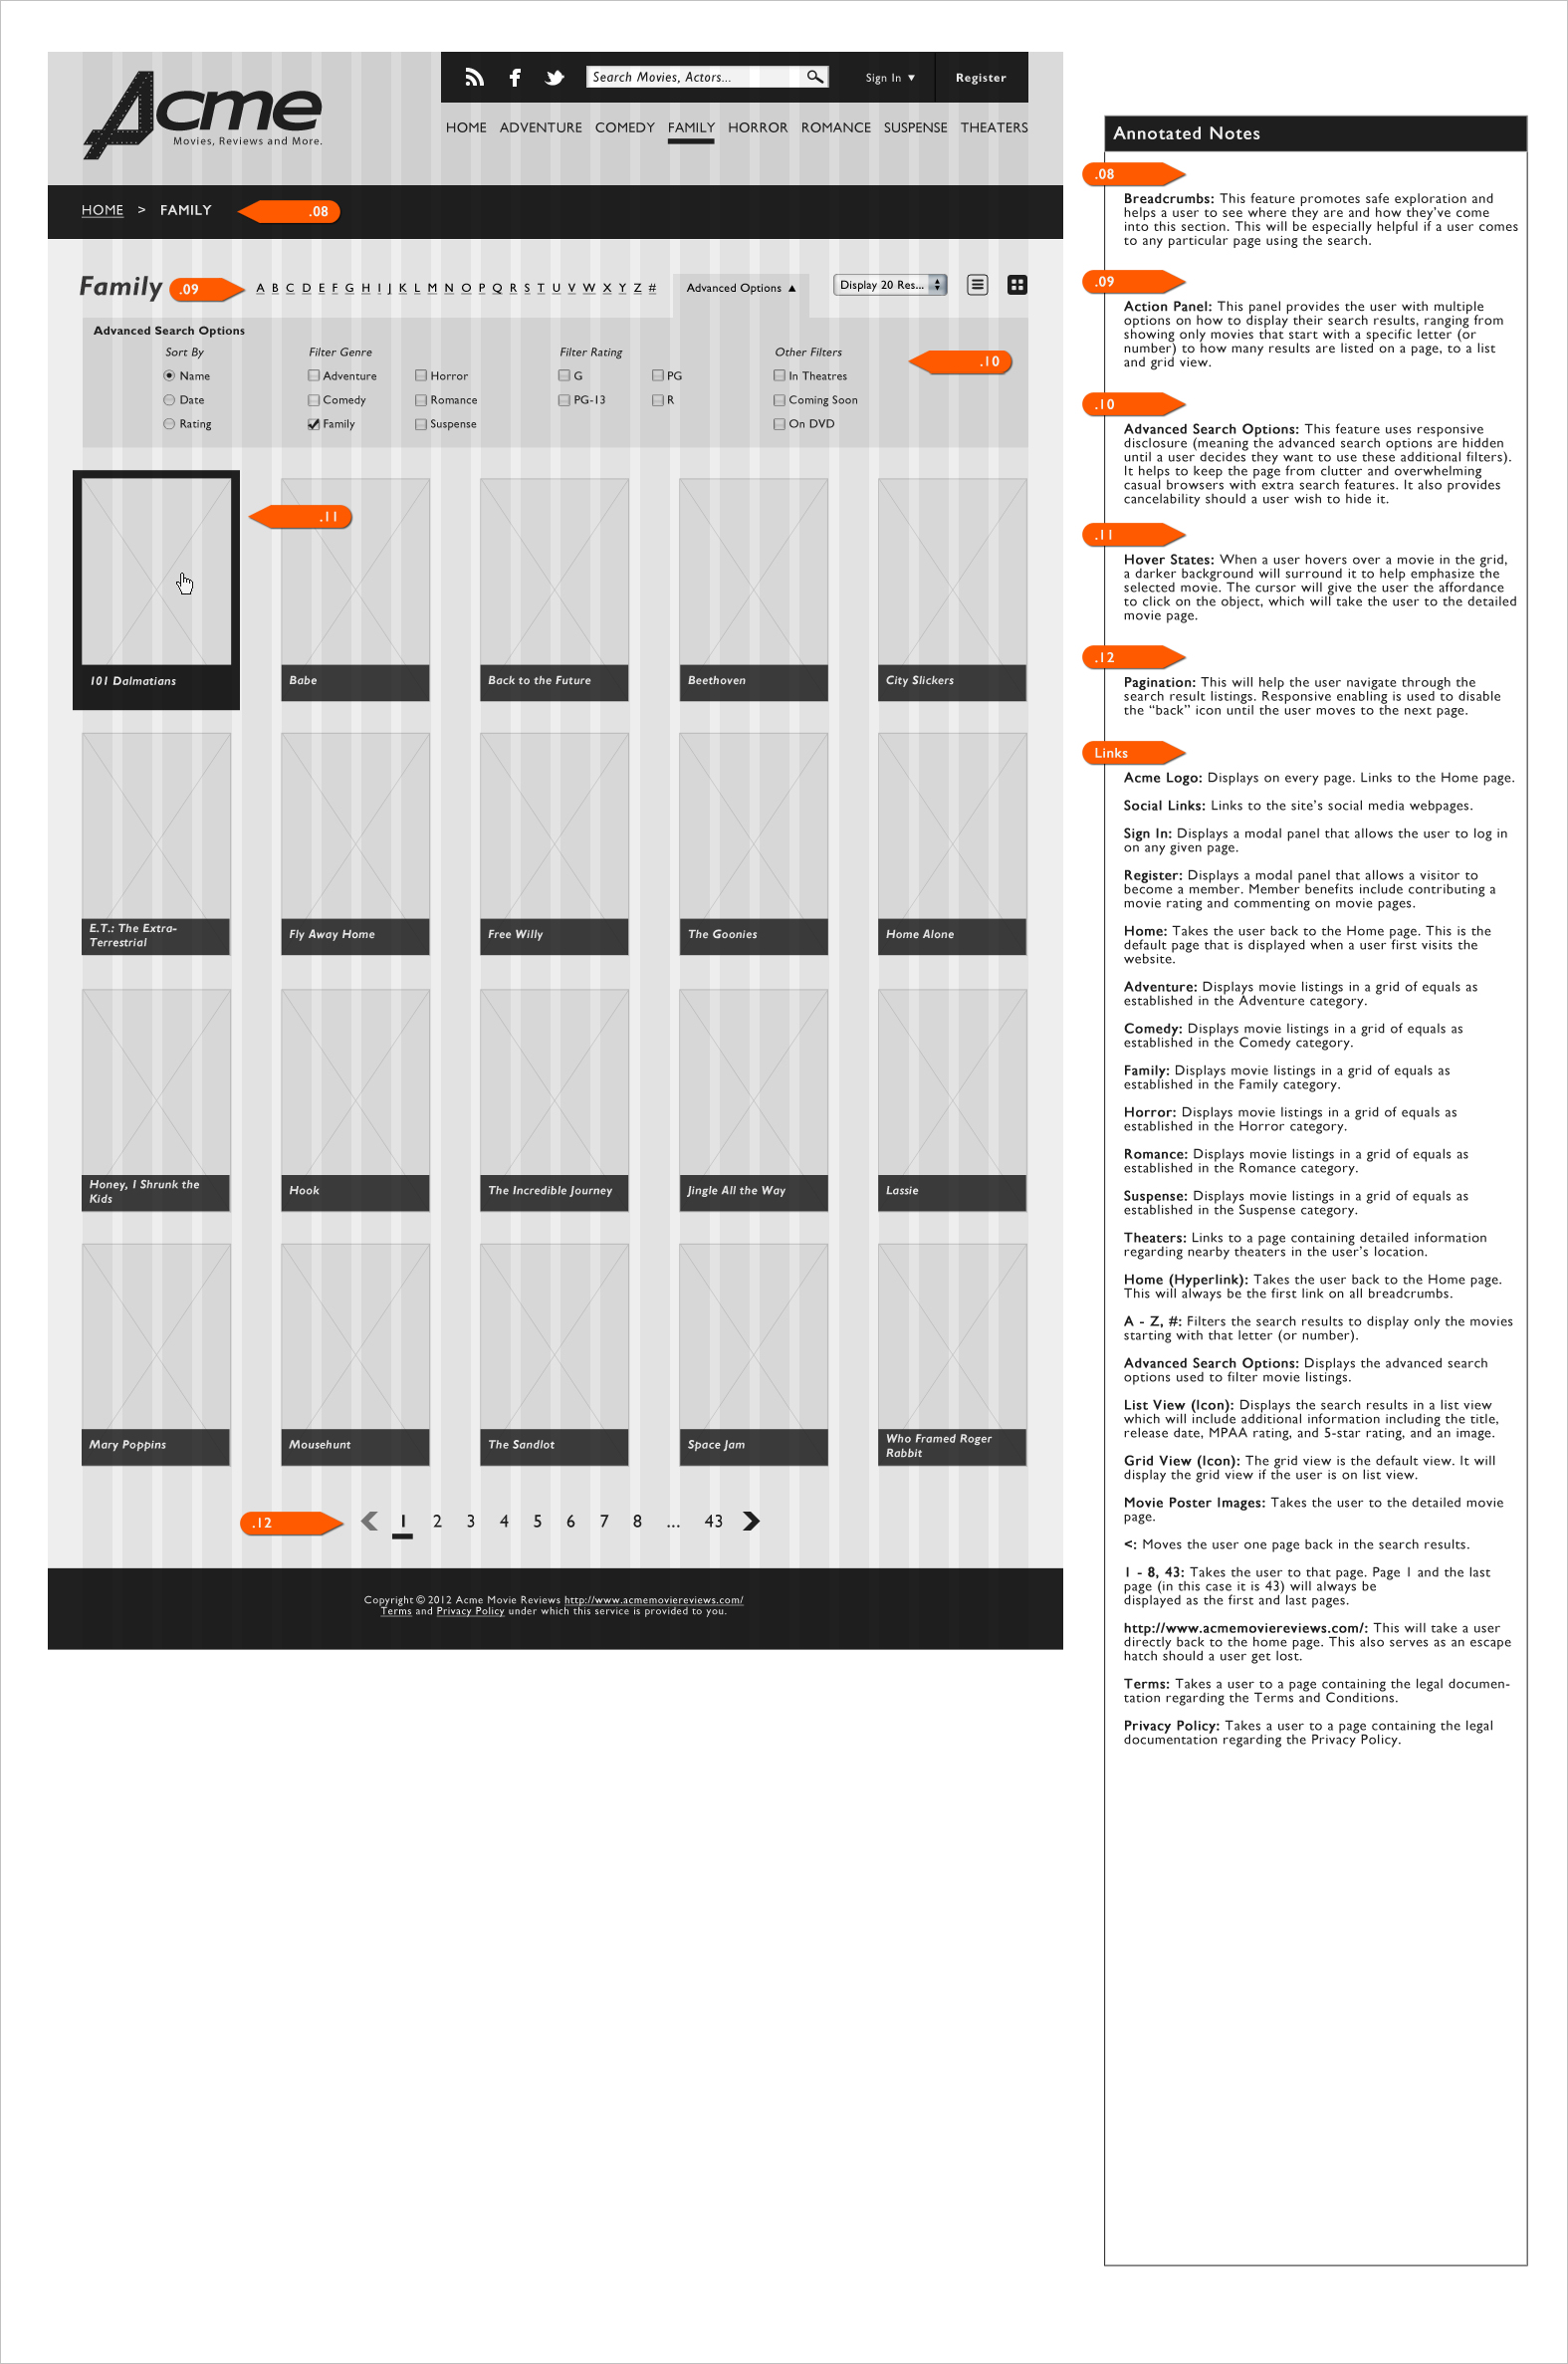 Acme
Movies, Reviews and More.
Search Movies, Actors...
Sign In ▼
Register
HOME ADVENTURE COMEDY FAMILY HORROR ROMANCE SUSPENSE THEATERS
HOME > FAMILY
.08
Family
.09
A B C D E F G H I J K L M N O P Q R S T U V W X Y Z #
Advanced Options ▲
Display 20 Res...
Advanced Search Options
Sort By
Filter Genre
Filter Rating
Other Filters
.10
Name
Adventure
Horror
G
PG
In Theatres
Date
Comedy
Romance
PG-13
R
Coming Soon
Rating
Family
Suspense
On DVD
.11
101 Dalmatians
Babe
Back to the Future
Beethoven
City Slickers
E.T.: The Extra-
Terrestrial
Fly Away Home
Free Willy
The Goonies
Home Alone
Honey, I Shrunk the
Kids
Hook
The Incredible Journey
Jingle All the Way
Lassie
Mary Poppins
Mousehunt
The Sandlot
Space Jam
Who Framed Roger
Rabbit
.12
1 2 3 4 5 6 7 8 ... 43
Copyright © 2012 Acme Movie Reviews http://www.acmemoviereviews.com/
Terms and Privacy Policy under which this service is provided to you.
Annotated Notes
.08
Breadcrumbs: This feature promotes safe exploration and
helps a user to see where they are and how they've come
into this section. This will be especially helpful if a user comes
to any particular page using the search.
.09
Action Panel: This panel provides the user with multiple
options on how to display their search results, ranging from
showing only movies that start with a specific letter (or
number) to how many results are listed on a page, to a list
and grid view.
.10
Advanced Search Options: This feature uses responsive
disclosure (meaning the advanced search options are hidden
until a user decides they want to use these additional filters).
It helps to keep the page from clutter and overwhelming
casual browsers with extra search features. It also provides
cancelability should a user wish to hide it.
.11
Hover States: When a user hovers over a movie in the grid,
a darker background will surround it to help emphasize the
selected movie. The cursor will give the user the affordance
to click on the object, which will take the user to the detailed
movie page.
.12
Pagination: This will help the user navigate through the
search result listings. Responsive enabling is used to disable
the “back” icon until the user moves to the next page.
Links
Acme Logo: Displays on every page. Links to the Home page.
Social Links: Links to the site's social media webpages.
Sign In: Displays a modal panel that allows the user to log in
on any given page.
Register: Displays a modal panel that allows a visitor to
become a member. Member benefits include contributing a
movie rating and commenting on movie pages.
Home: Takes the user back to the Home page. This is the
default page that is displayed when a user first visits the
website.
Adventure: Displays movie listings in a grid of equals as
established in the Adventure category.
Comedy: Displays movie listings in a grid of equals as
established in the Comedy category.
Family: Displays movie listings in a grid of equals as
established in the Family category.
Horror: Displays movie listings in a grid of equals as
established in the Horror category.
Romance: Displays movie listings in a grid of equals as
established in the Romance category.
Suspense: Displays movie listings in a grid of equals as
established in the Suspense category.
Theaters: Links to a page containing detailed information
regarding nearby theaters in the user's location.
Home (Hyperlink): Takes the user back to the Home page.
This will always be the first link on all breadcrumbs.
A - Z, #: Filters the search results to display only the movies
starting with that letter (or number).
Advanced Search Options: Displays the advanced search
options used to filter movie listings.
List View (Icon): Displays the search results in a list view
which will include additional information including the title,
release date, MPAA rating, and 5-star rating, and an image.
Grid View (Icon): The grid view is the default view. It will
display the grid view if the user is on list view.
Movie Poster Images: Takes the user to the detailed movie
page.
<: Moves the user one page back in the search results.
1 - 8, 43: Takes the user to that page. Page 1 and the last
page (in this case it is 43) will always be
displayed as the first and last pages.
http://www.acmemoviereviews.com/: This will take a user
directly back to the home page. This also serves as an escape
hatch should a user get lost.
Terms: Takes a user to a page containing the legal documen-
tation regarding the Terms and Conditions.
Privacy Policy: Takes a user to a page containing the legal
documentation regarding the Privacy Policy.